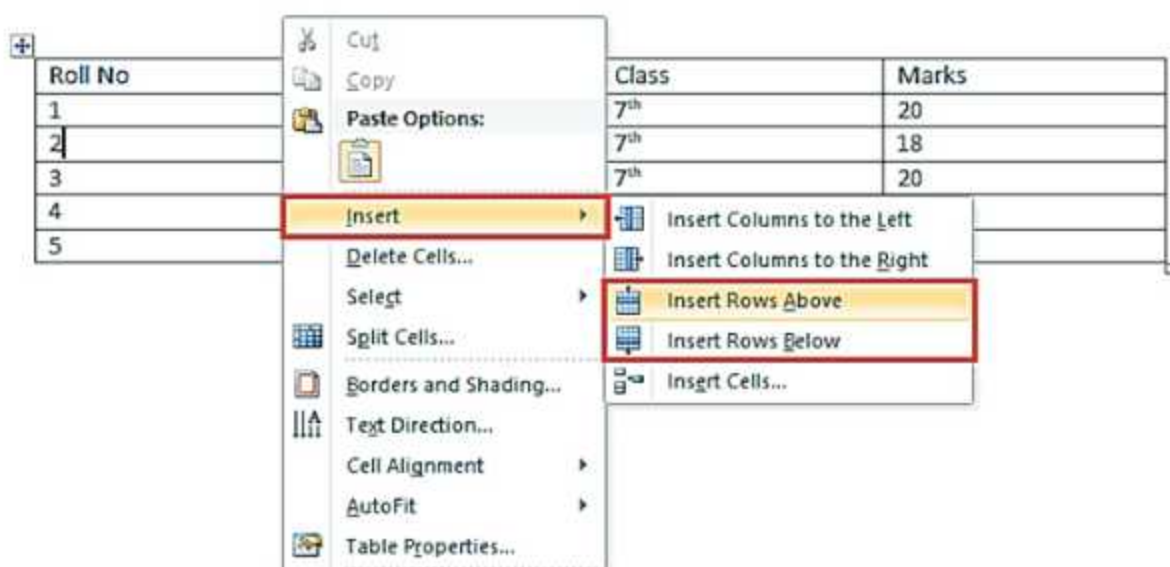 Roll No
Class
Marks
1
7th
20
2
7th
18
3
7th
20
4
5
Cut
Copy
Paste Options:
Insert
Delete Cells...
Select
Split Cells...
Borders and Shading...
Text Direction...
Cell Alignment
AutoFit
Table Properties...
Insert Columns to the Left
Insert Columns to the Right
Insert Rows Above
Insert Rows Below
Insert Cells...